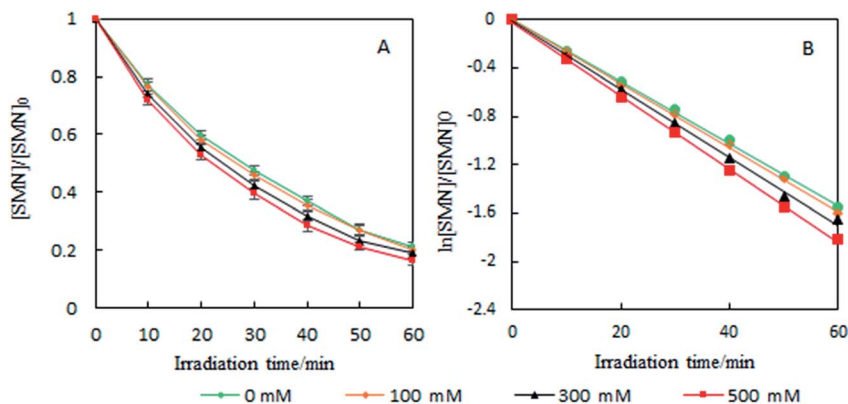 A
[SMN]/[SMN]0
1
0.8
0.6
0.4
0.2
0
0 10 20 30 40 50 60
Irradiation time/min
B
ln[SMN]/[SMN]0
0
-0.4
-0.8
-1.2
-1.6
-2
-2.4
0 20 40 60
Irradiation time/min
0 mM 100 mM 300 mM 500 mM